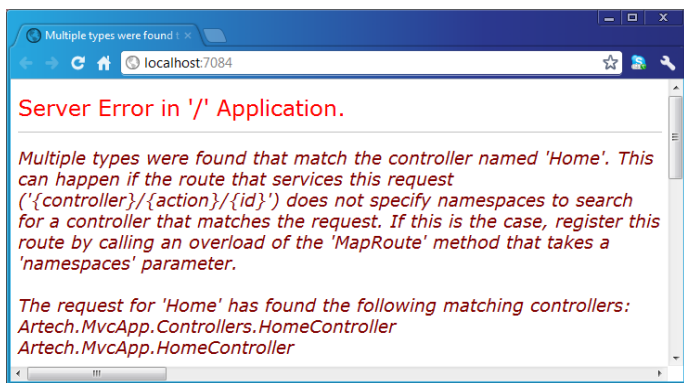 Multiple types were found t
localhost:7084
Server Error in '/' Application.
Multiple types were found that match the controller named 'Home'. This
can happen if the route that services this request
('{controller}/{action}/{id}') does not specify namespaces to search
for a controller that matches the request. If this is the case, register this
route by calling an overload of the 'MapRoute' method that takes a
'namespaces' parameter.
The request for 'Home' has found the following matching controllers:
Artech.MvcApp.Controllers.HomeController
Artech.MvcApp.HomeController